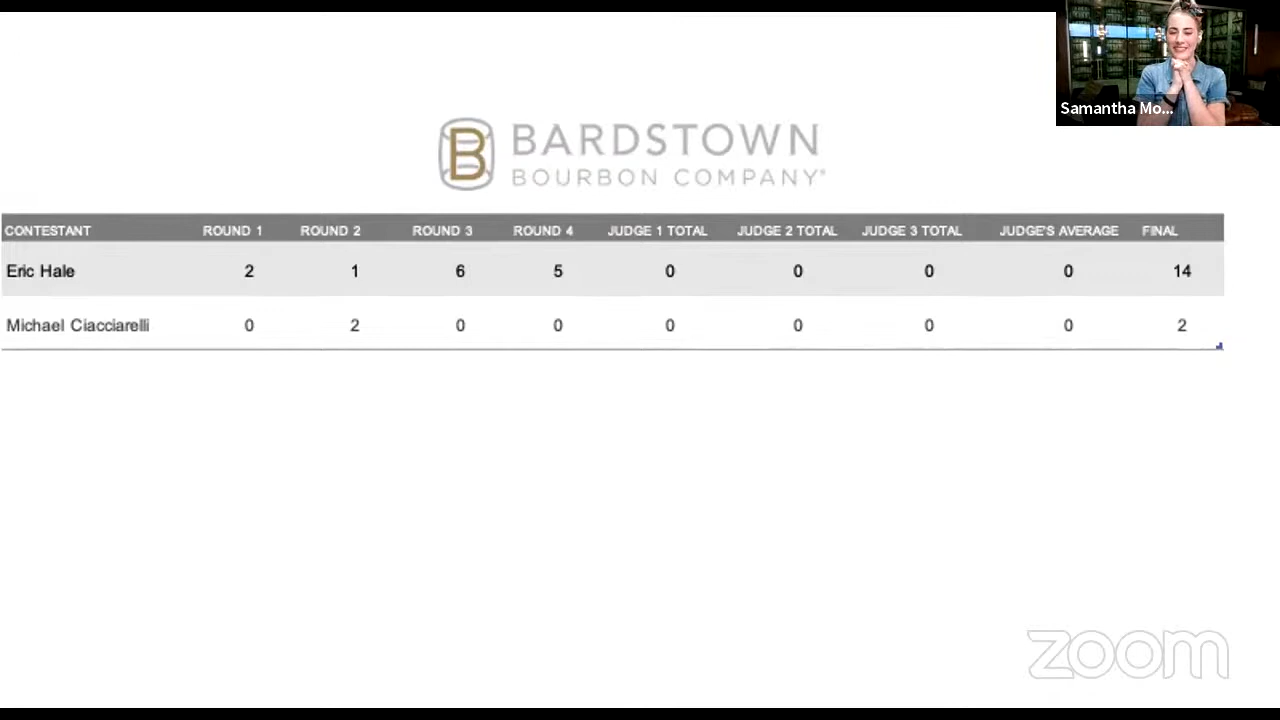 Samantha Mo...
B
BARDSTOWN
BOURBON COMPANY®
CONTESTANT ROUND 1 ROUND 2 ROUND 3 ROUND 4 JUDGE 1 TOTAL JUDGE 2 TOTAL JUDGE 3 TOTAL JUDGE'S AVERAGE FINAL
Eric Hale 2 1 6 5 0 0 0 0 14
Michael Ciacciarelli 0 2 0 0 0 0 0 0 2
zoom